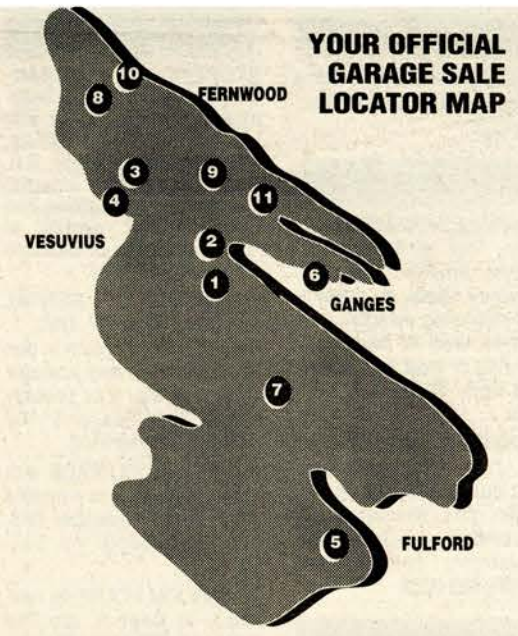 YOUR OFFICIAL
GARAGE SALE
LOCATOR MAP
10
8
FERNWOOD
3
9
4
11
VESUVIUS
2
6
1
GANGES
7
5
FULFORD